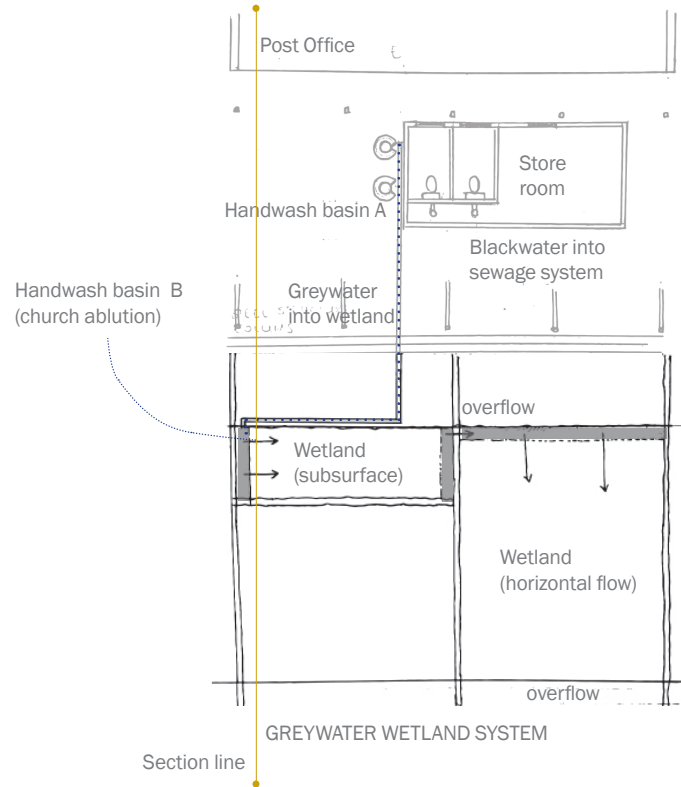 Post Office
Store
room
Handwash basin A
Blackwater into
sewage system
Handwash basin B
(church ablution)
Greywater
into wetland
overflow
Wetland
(subsurface)
Wetland
(horizontal flow)
overflow
GREYWATER WETLAND SYSTEM
Section line